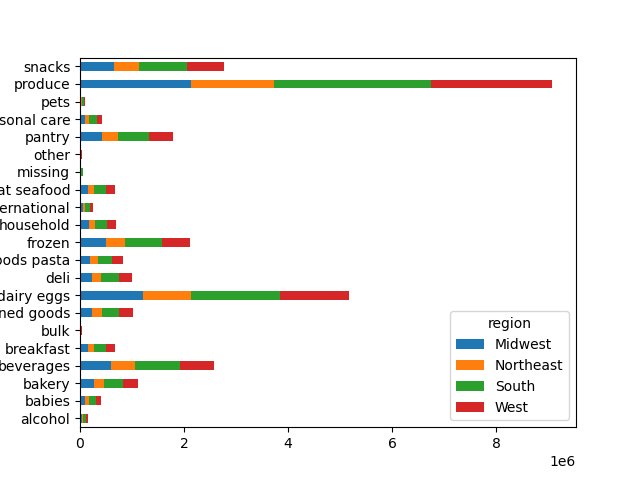 snacks
produce
pets
sonal care
pantry
other
missing
at seafood
ernational
household
frozen
oods pasta
deli
dairy eggs
ned goods
bulk
breakfast
beverages
bakery
babies
alcohol
0 2 4 6 8
1e6
region
Midwest
Northeast
South
West